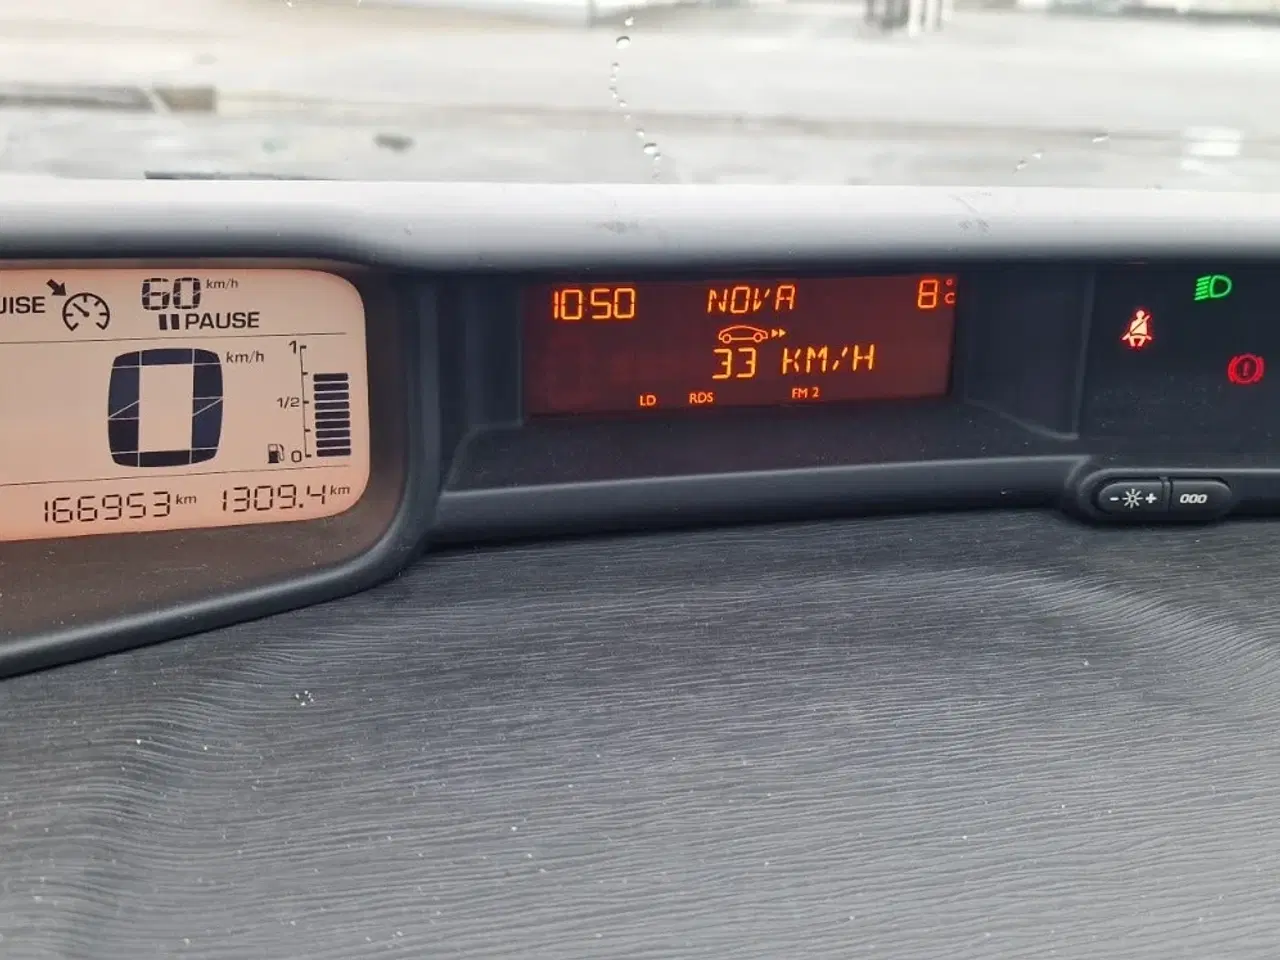 UISE 60 km/h
PAUSE
0 km/h
1
1/2
0
166953 km 1309.4 km
10:50 NOVA 8°C
33 KM/H
LD RDS FM 2
- +
000